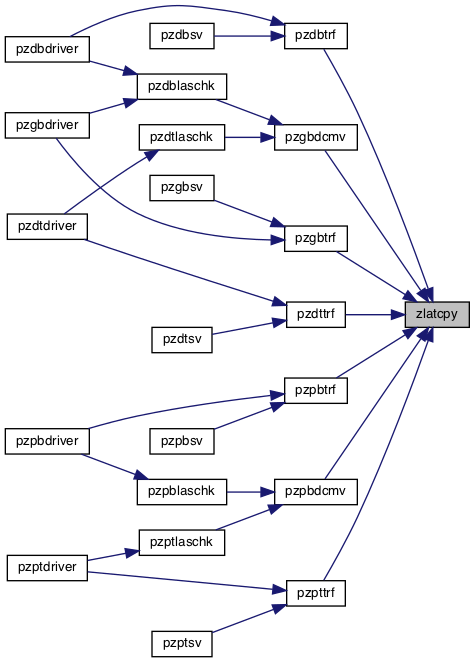 pzdbsv
pzdbtrf
pzdbdriver
pzdblaschk
pzgbdriver
pzdtlaschk
pzgbdcmv
pzgbsv
pzdtdriver
pzgbtrf
pzdttrf
zlatcpy
pzdtsv
pzpbtrf
pzpbdriver
pzpbsv
pzpblaschk
pzpbdcmv
pzptlaschk
pzptdriver
pzpttrf
pzptsv